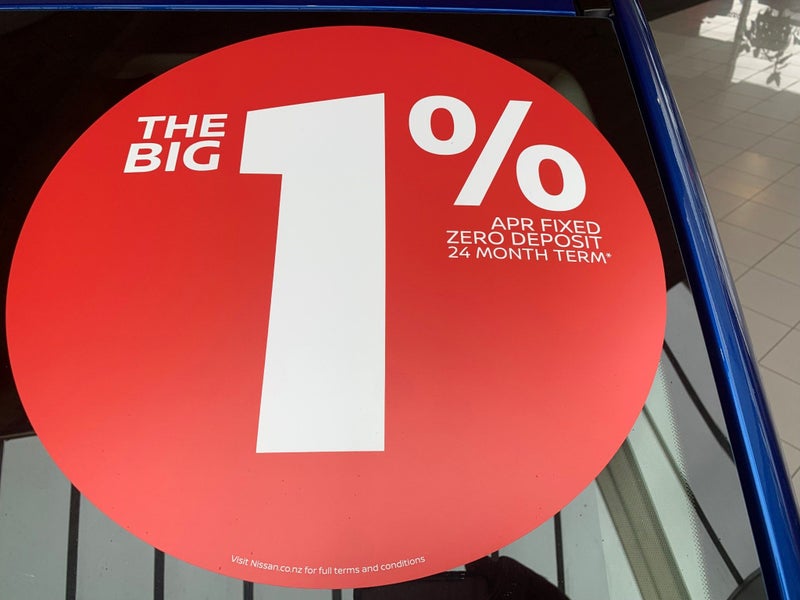 THE
BIG
1%
APR FIXED
ZERO DEPOSIT
24 MONTH TERM*
Visit Nissan.co.nz for full terms and conditions